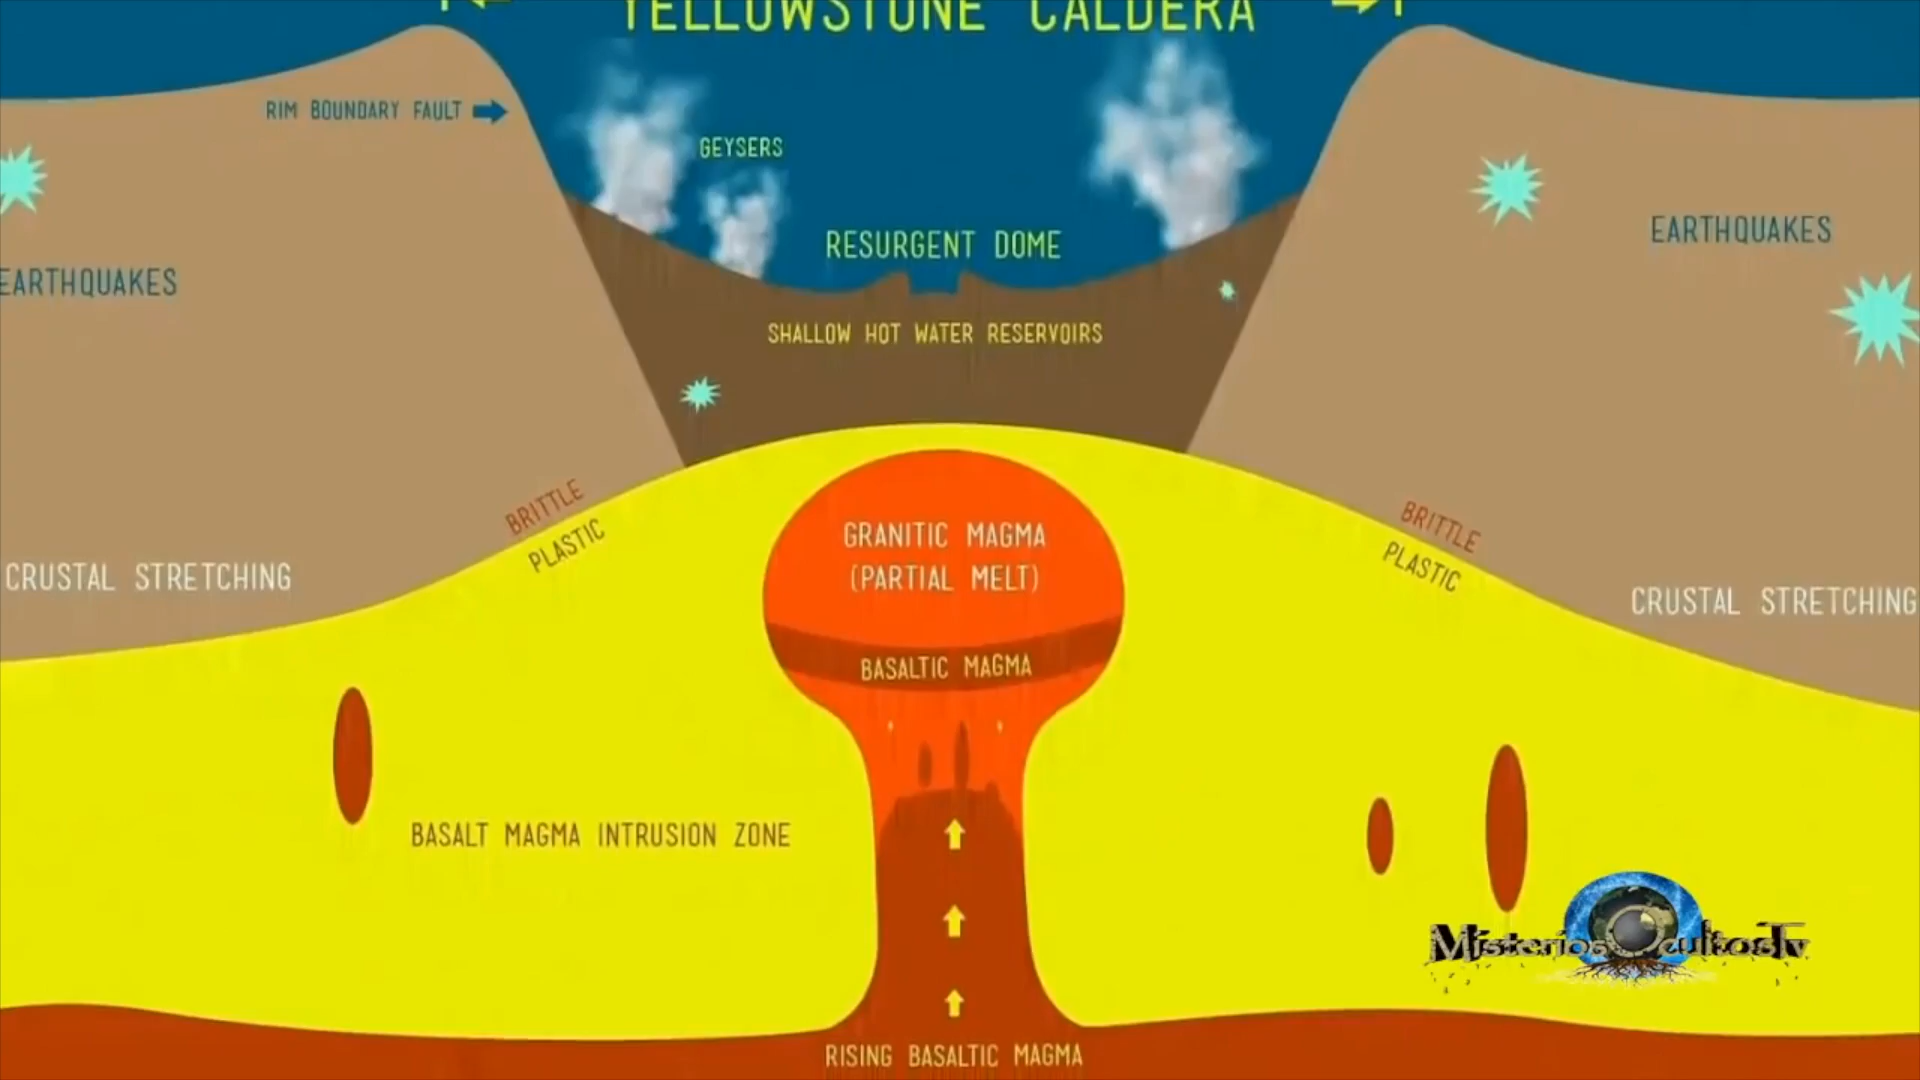 YELLOWSTONE CALDERA
RIM BOUNDARY FAULT
GEYSERS
RESURGENT DOME
EARTHQUAKES
EARTHQUAKES
SHALLOW HOT WATER RESERVOIRS
BRITTLE
PLASTIC
BRITTLE
PLASTIC
GRANITIC MAGMA
(PARTIAL MELT)
CRUSTAL STRETCHING
CRUSTAL STRETCHING
BASALTIC MAGMA
BASALT MAGMA INTRUSION ZONE
MisteriosOcultosTv
RISING BASALTIC MAGMA